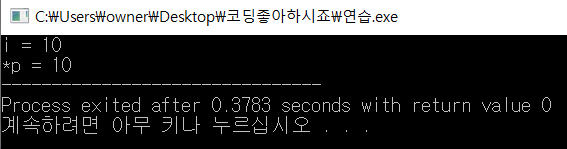 C:₩Users₩owner₩Desktop₩코딩좋아하시죠₩연습.exe
i = 10
*p = 10
--------------------------------
Process exited after 0.3783 seconds with return value 0
계속하려면 아무 키나 누르십시오 . . .